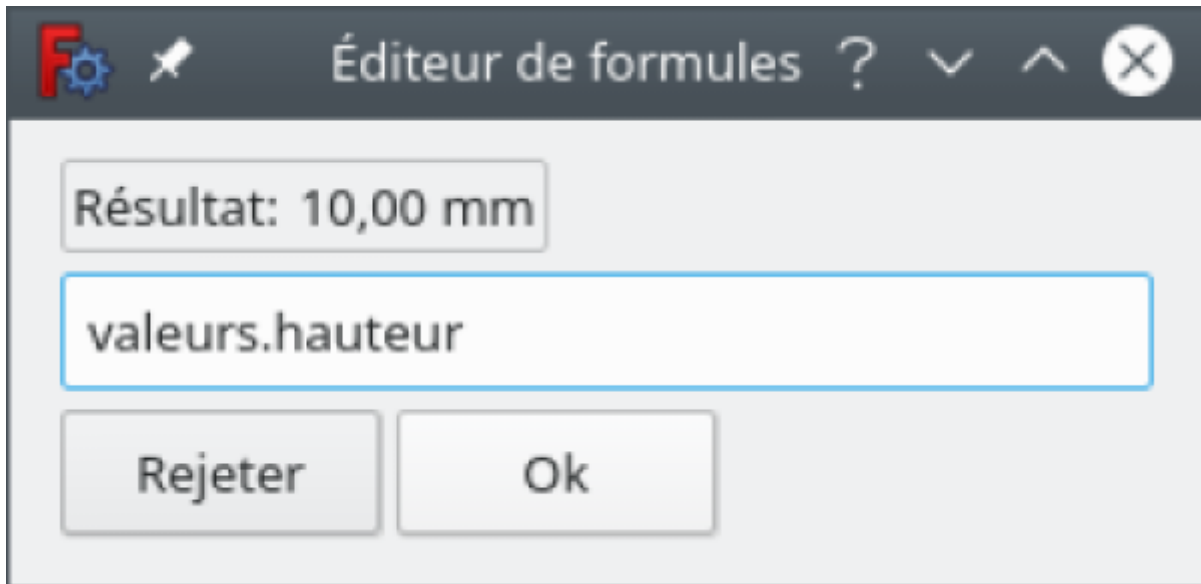 Éditeur de formules
Résultat: 10,00 mm
valeurs.hauteur
Rejeter Ok